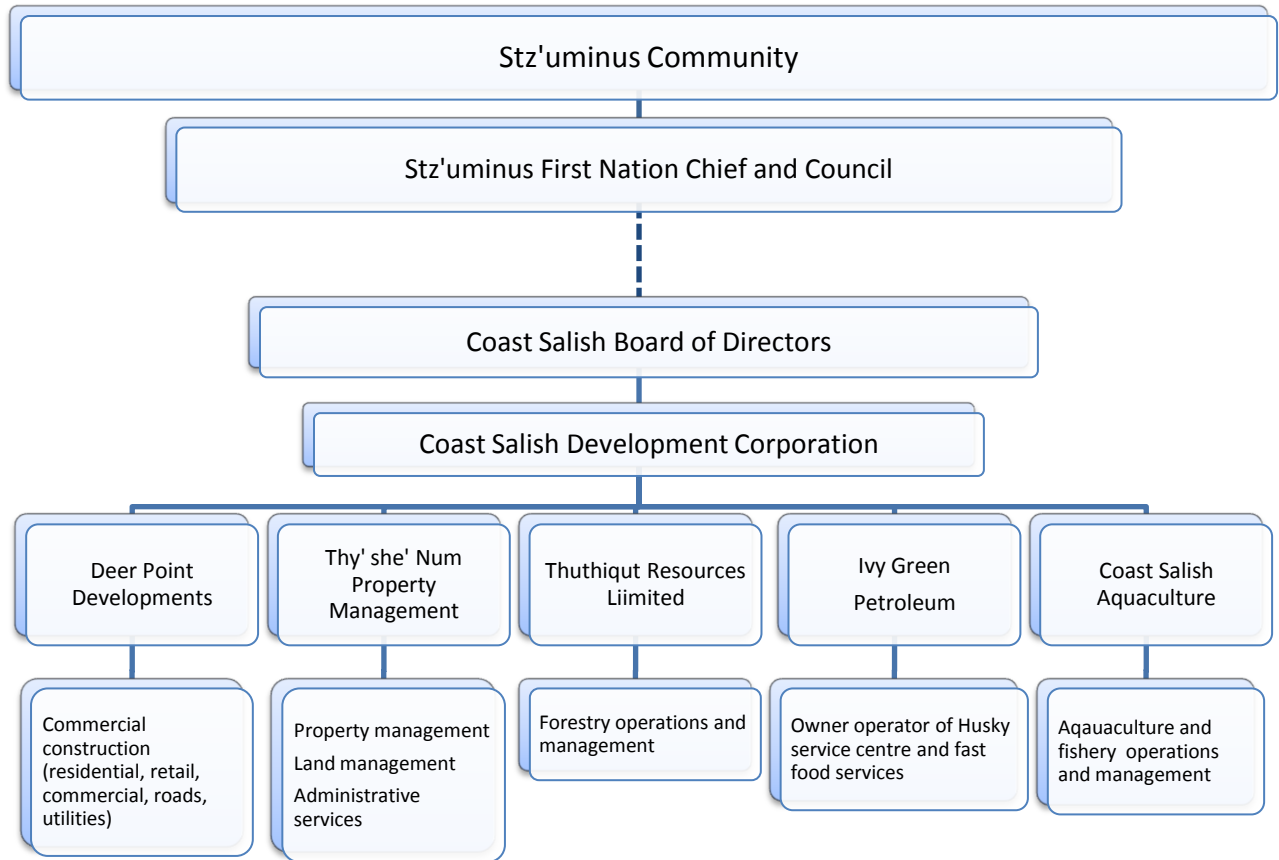 Stz'uminus Community
Stz'uminus First Nation Chief and Council
Coast Salish Board of Directors
Coast Salish Development Corporation
Deer Point
Developments
Thy' she' Num
Property
Management
Thuthiqut Resources
Liimited
Ivy Green
Petroleum
Coast Salish
Aquaculture
Commercial
construction
(residential, retail,
commercial, roads,
utilities)
Property management
Land management
Administrative
services
Forestry operations and
management
Owner operator of Husky
service centre and fast
food services
Aqauaculture and
fishery operations
and management